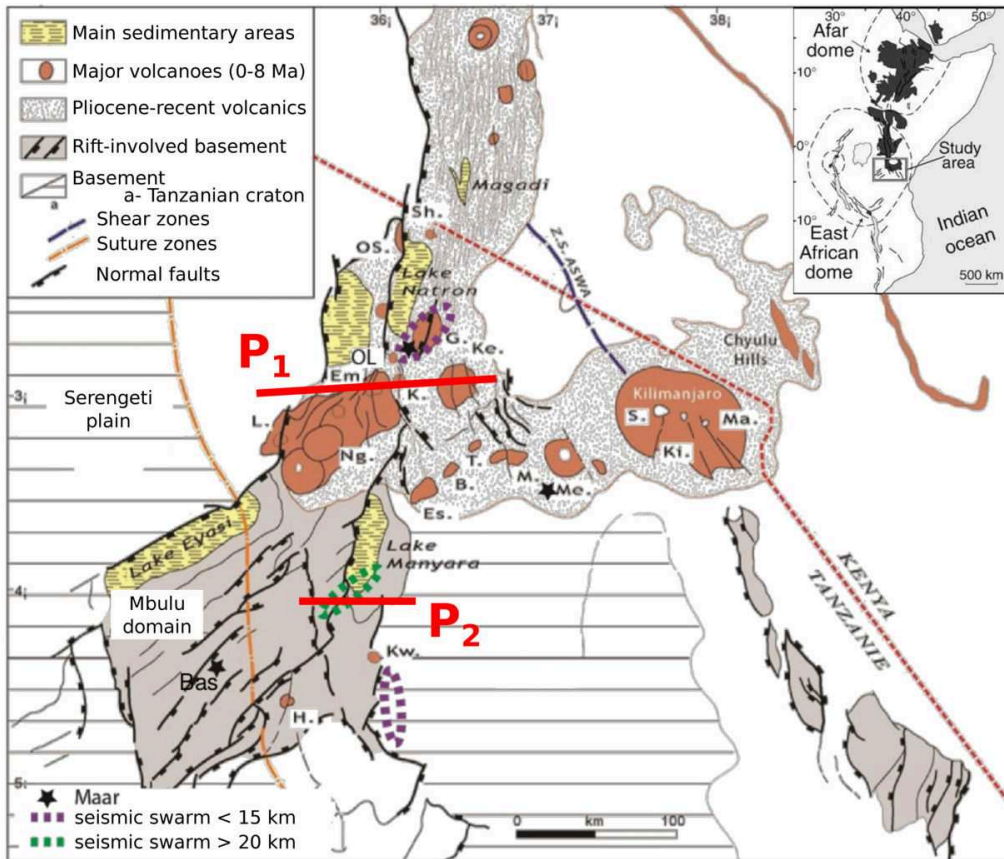 Main sedimentary areas
Major volcanoes (0-8 Ma)
Pliocene-recent volcanics
Rift-involved basement
Basement
a- Tanzanian craton
a
Shear zones
Suture zones
Normal faults
36¡
37¡
38¡
30°
40°
Afar
dome
10°
0°
Study
area
10°
East
African
dome
Indian
ocean
500 km
Magadi
Sh.
OS.
Lake
Natron
Z.S.ASWA
G.
Ke.
Chyulu
Hills
P1
OL
Em
K.
3¡
Serengeti
plain
L.
Kilimanjaro
S.
Ma.
Ki.
Ng.
T.
B.
M.
Me.
Es.
Lake Eyasi
Lake
Manyara
4¡
Mbulu
domain
P2
KENYA
TANZANIE
Kw.
Bas
H.
5¡
Maar
seismic swarm < 15 km
seismic swarm > 20 km
0
km
100